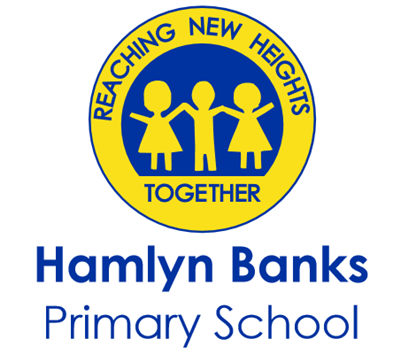 REACHING NEW HEIGHTS
TOGETHER
Hamlyn Banks
Primary School